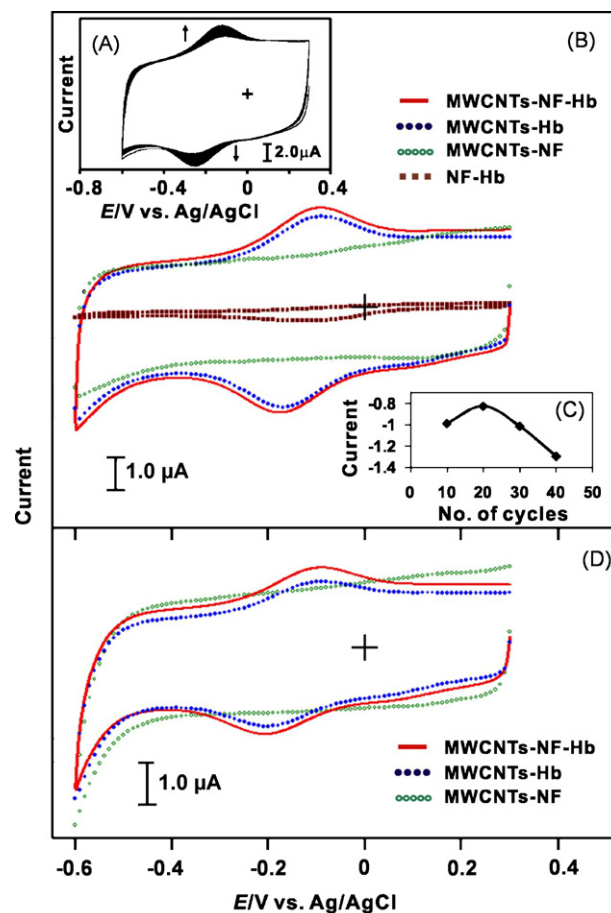 (A)
Current
2.0µA
-0.8 -0.4 0 0.4
E/V vs. Ag/AgCl
(B)
MWCNTs-NF-Hb
MWCNTs-Hb
MWCNTs-NF
NF-Hb
1.0 µA
(C)
Current
-0.8
-1
-1.2
-1.4
0 10 20 30 40 50
No. of cycles
Current
(D)
1.0 µA
MWCNTs-NF-Hb
MWCNTs-Hb
MWCNTs-NF
-0.6 -0.4 -0.2 0 0.2 0.4
E/V vs. Ag/AgCl